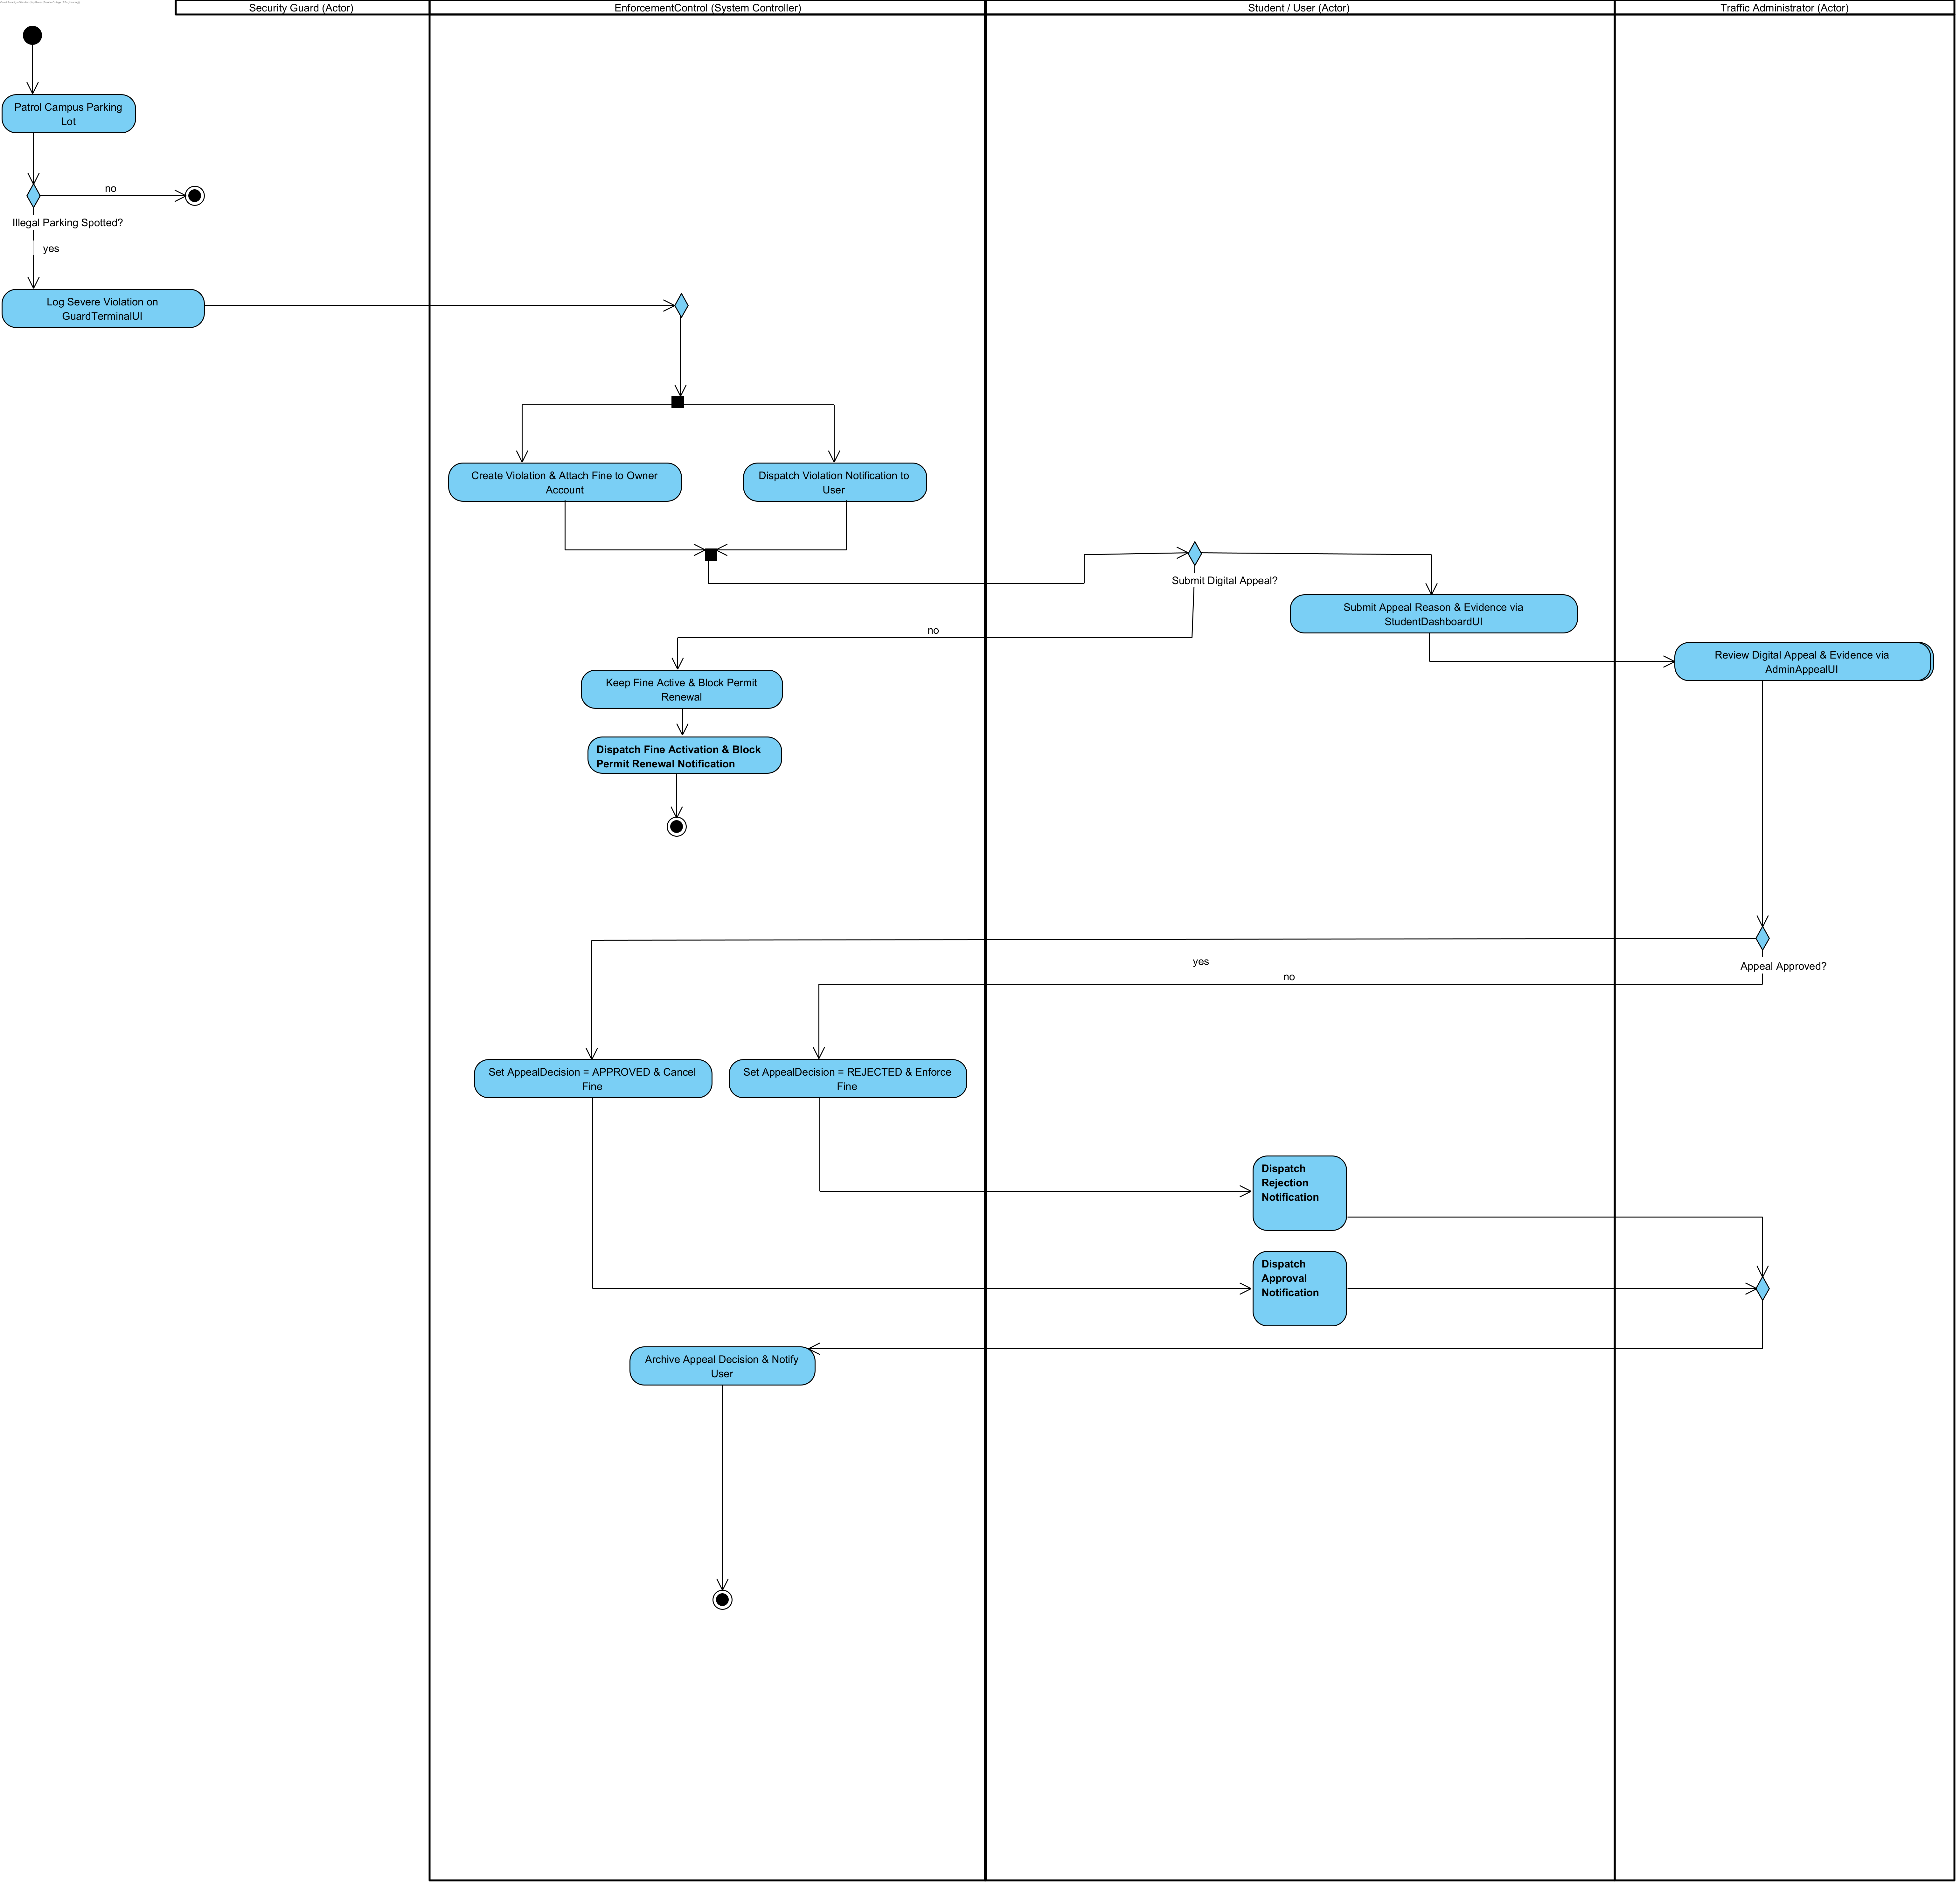 Security Guard (Actor)
EnforcementControl (System Controller)
Student / User (Actor)
Traffic Administrator (Actor)
Patrol Campus Parking
Lot
no
Illegal Parking Spotted?
yes
Log Severe Violation on
GuardTerminalUI
Create Violation & Attach Fine to Owner
Account
Dispatch Violation Notification to
User
Submit Digital Appeal?
Submit Appeal Reason & Evidence via
StudentDashboardUI
no
Review Digital Appeal & Evidence via
AdminAppealUI
Keep Fine Active & Block Permit
Renewal
Dispatch Fine Activation & Block
Permit Renewal Notification
yes
Appeal Approved?
no
Set AppealDecision = APPROVED & Cancel
Fine
Set AppealDecision = REJECTED & Enforce
Fine
Dispatch
Rejection
Notification
Dispatch
Approval
Notification
Archive Appeal Decision & Notify
User